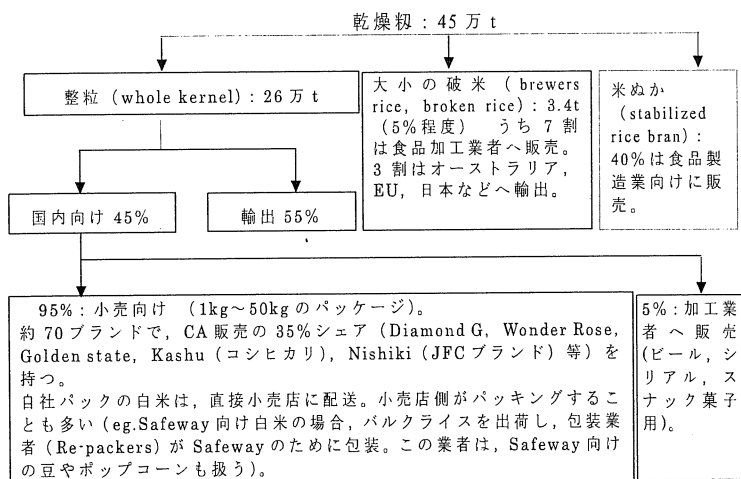 乾燥籾：45万t
整粒（whole kernel）：26万t
大小の破米（brewers
rice, broken rice）：3.4t
（5%程度）　うち7割
は食品加工業者へ販売。
3割はオーストラリア，
EU，日本などへ輸出。
米ぬか
（stabilized
rice bran）：
40%は食品製
造業向けに販
売。
国内向け45%
輸出55%
95%：小売向け　（1kg～50kgのパッケージ）。
約70ブランドで，CA販売の35%シェア（Diamond G, Wonder Rose,
Golden state, Kashu（コシヒカリ），Nishiki（JFCブランド）等）を
持つ。
自社パックの白米は，直接小売店に配送。小売店側がパッキングするこ
とも多い（eg.Safeway向け白米の場合，バルクライスを出荷し，包装業
者（Re-packers）がSafewayのために包装。この業者は，Safeway向け
の豆やポップコーンも扱う）。
5%：加工業
者へ販売
（ビール，シ
リアル，ス
ナック菓子
用）。